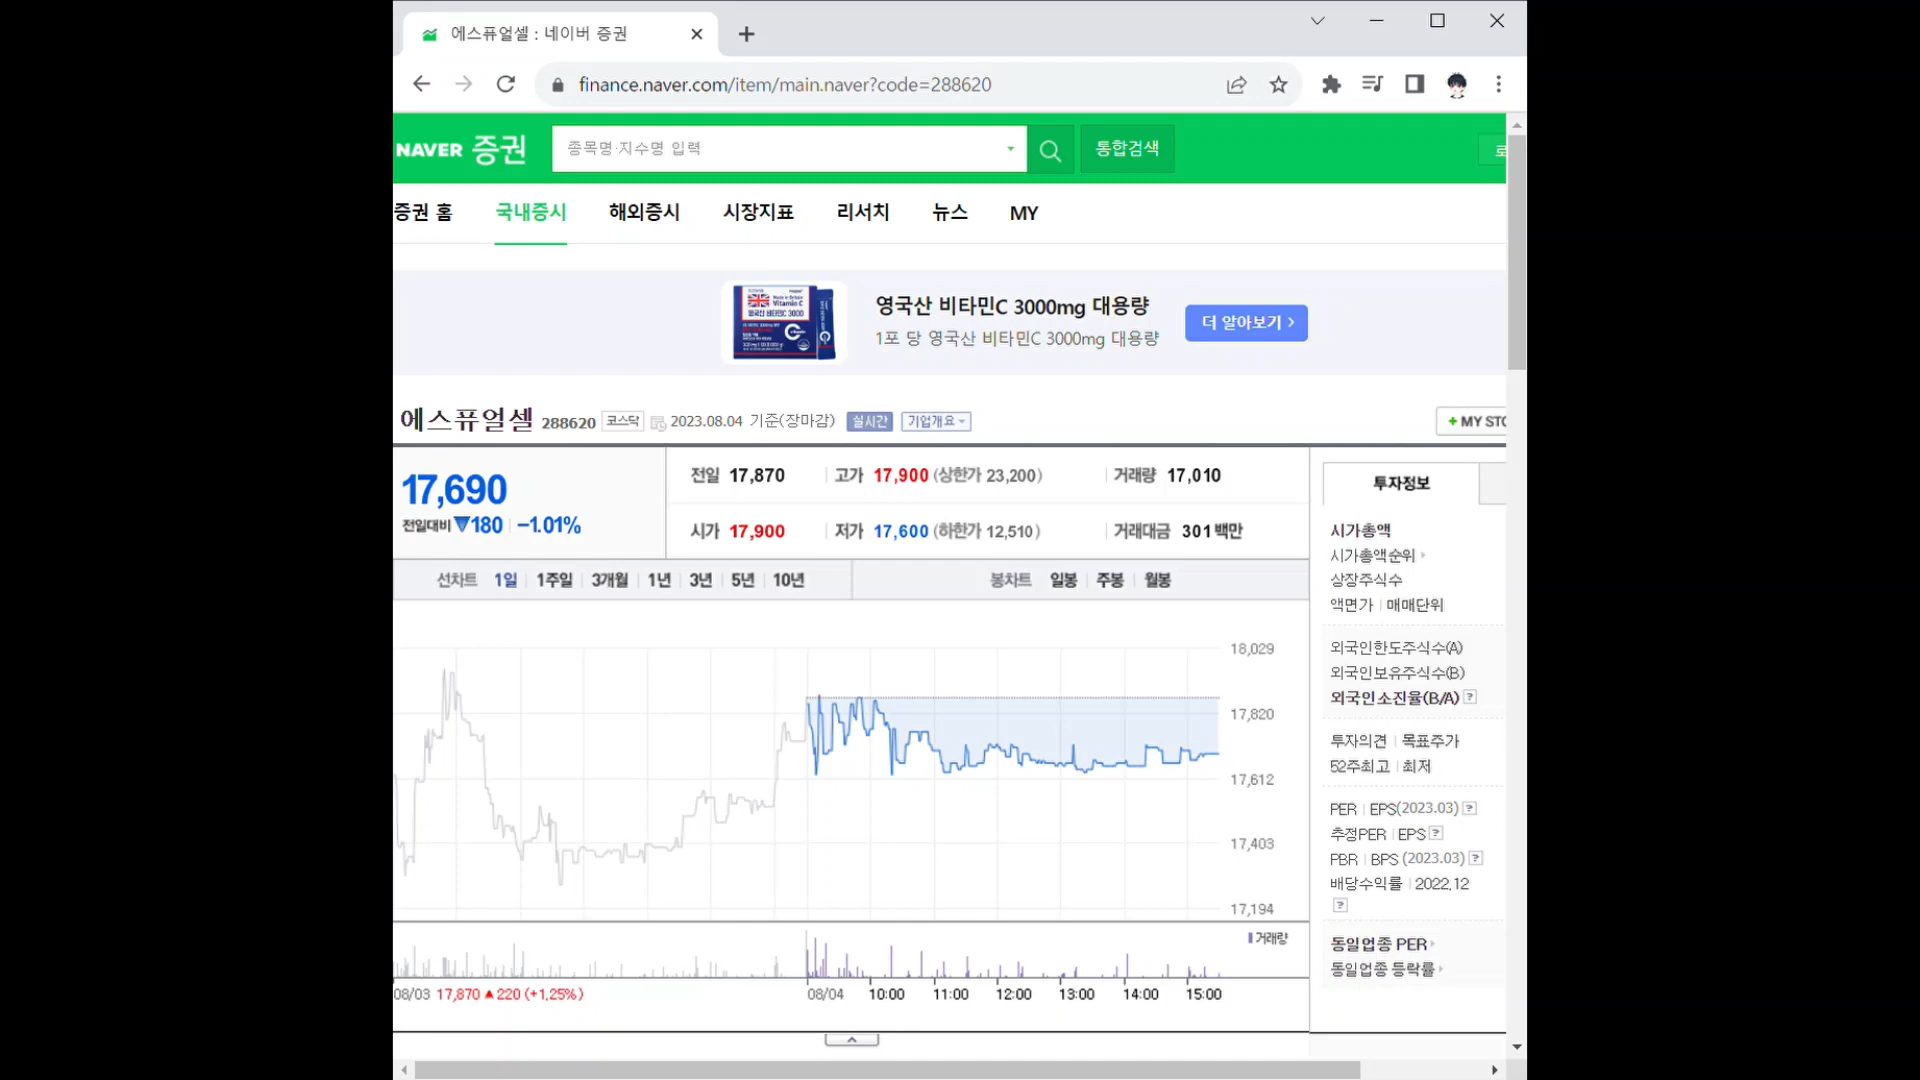 에스퓨얼셀 : 네이버 증권
finance.naver.com/item/main.naver?code=288620
NAVER 증권
종목명·지수명 입력
통합검색
로
증권 홈 국내증시 해외증시 시장지표 리서치 뉴스 MY
Made in Britain
Vitamin C
영국산 비타민C 3000
영국산 비타민C 3000mg 대용량
1포 당 영국산 비타민C 3000mg 대용량
더 알아보기
에스퓨얼셀 288620 코스닥 2023.08.04 기준(장마감) 실시간 기업개요
+ MY STO
17,690
전일대비 ▼180 -1.01%
전일 17,870 고가 17,900 (상한가 23,200) 거래량 17,010
시가 17,900 저가 17,600 (하한가 12,510) 거래대금 301 백만
선차트 1일 1주일 3개월 1년 3년 5년 10년
봉차트 일봉 주봉 월봉
18,029
17,820
17,612
17,403
17,194
거래량
08/03 17,870 ▲ 220 (+1.25%)
08/04 10:00 11:00 12:00 13:00 14:00 15:00
투자정보
시가총액
시가총액순위
상장주식수
액면가 | 매매단위
외국인한도주식수(A)
외국인보유주식수(B)
외국인소진율(B/A) ?
투자의견 | 목표주가
52주최고 | 최저
PER | EPS(2023.03) ?
추정PER | EPS ?
PBR | BPS (2023.03) ?
배당수익률 | 2022.12
?
동일업종 PER
동일업종 등락률